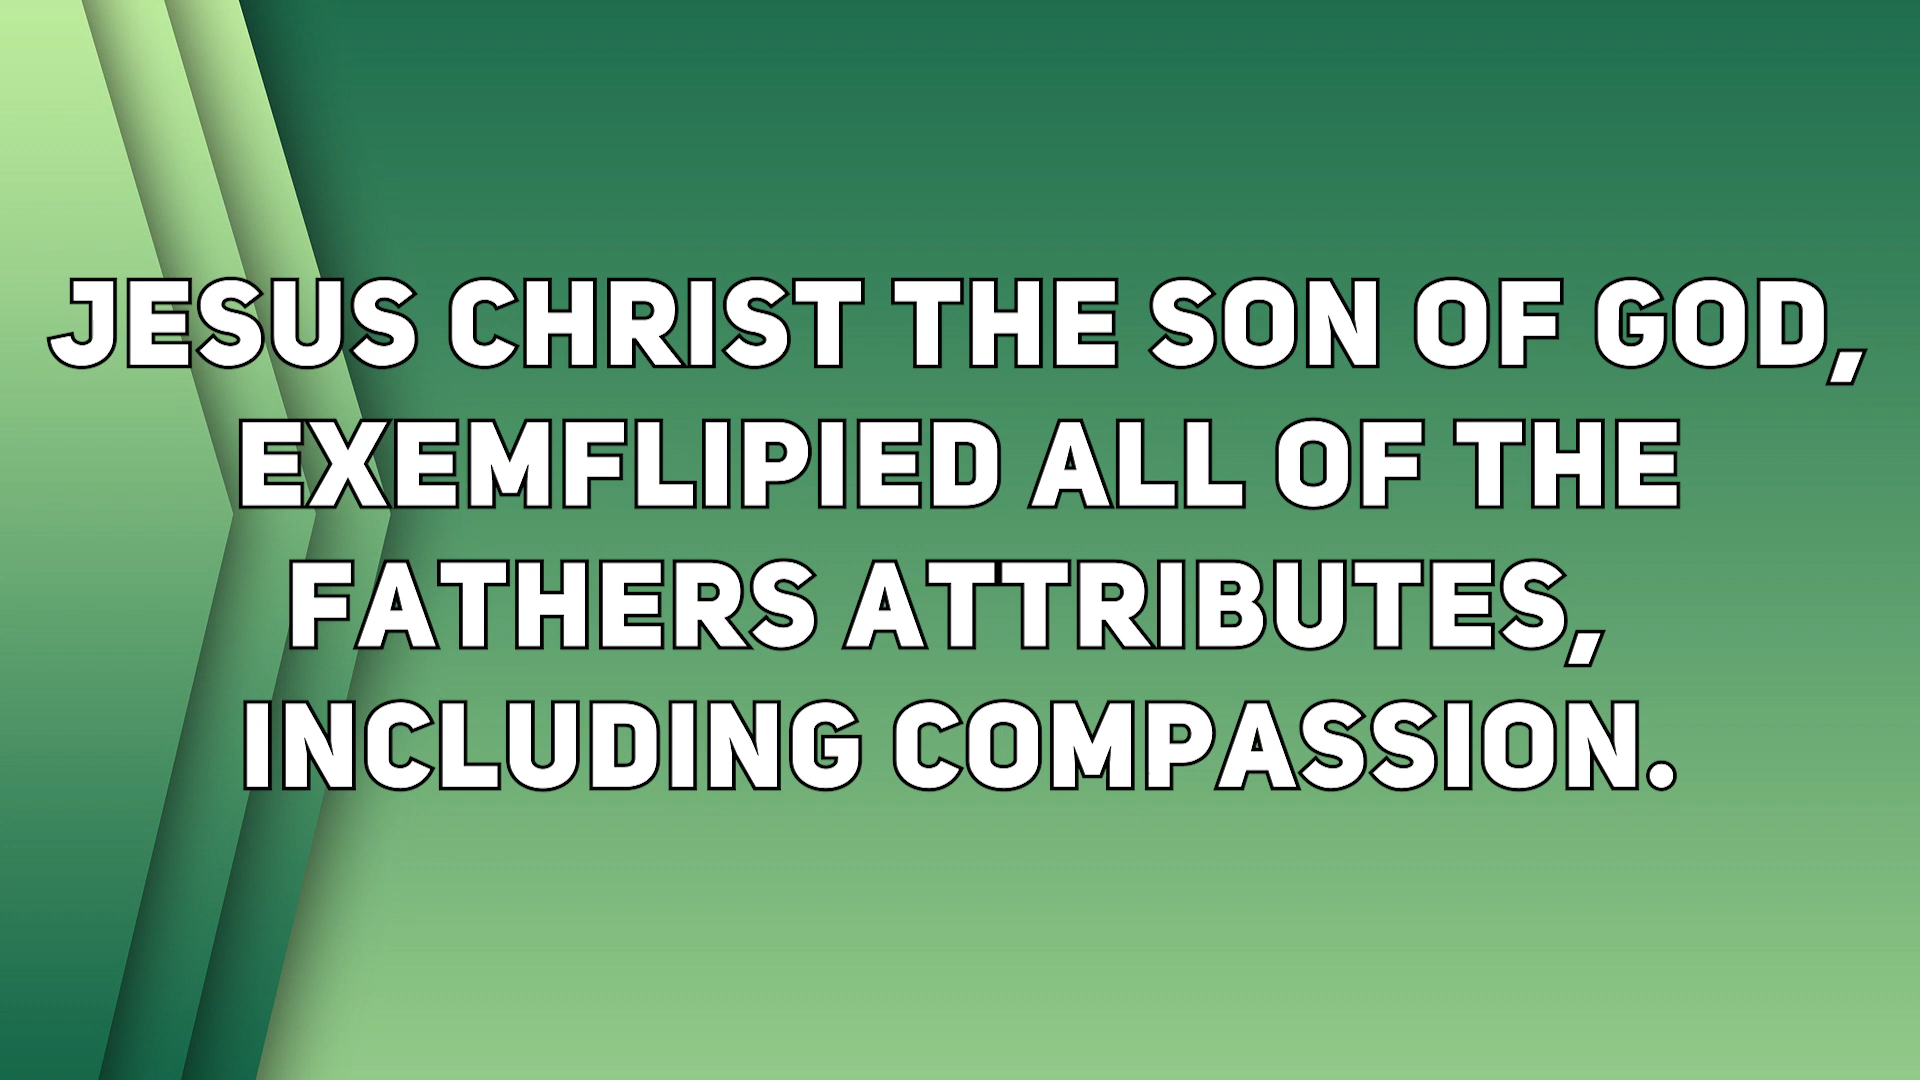 JESUS CHRIST THE SON OF GOD,
EXEMFLIPIED ALL OF THE
FATHERS ATTRIBUTES,
INCLUDING COMPASSION.